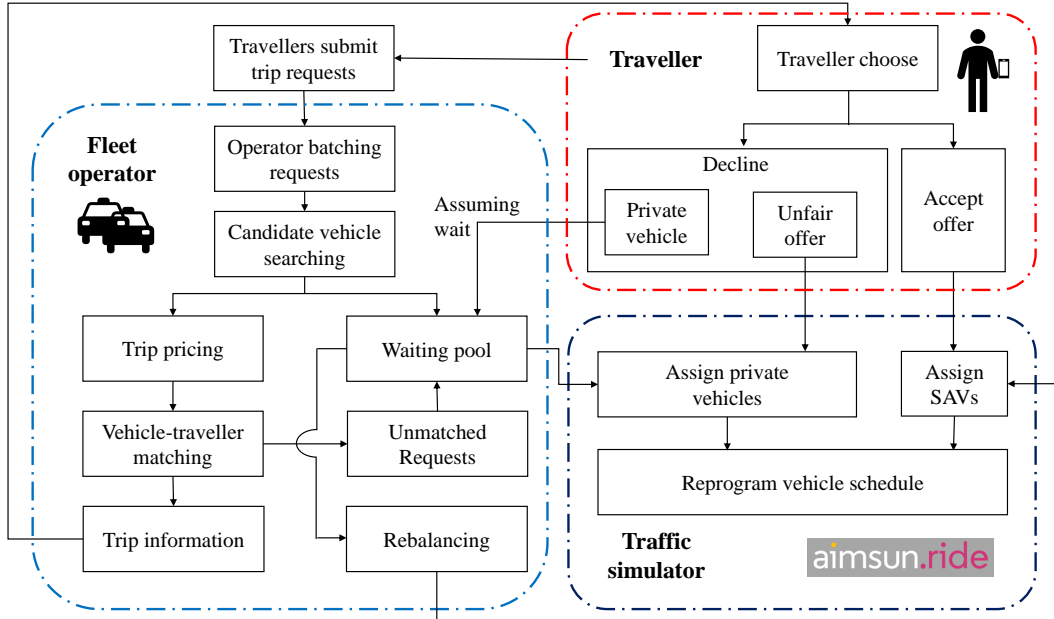 Travellers submit
trip requests
Traveller
Traveller choose
Fleet
operator
Operator batching
requests
Decline
Private
vehicle
Unfair
offer
Accept
offer
Assuming
wait
Candidate vehicle
searching
Trip pricing
Waiting pool
Assign private
vehicles
Assign
SAVs
Vehicle-traveller
matching
Unmatched
Requests
Reprogram vehicle schedule
Trip information
Rebalancing
Traffic
simulator
aimsun.ride